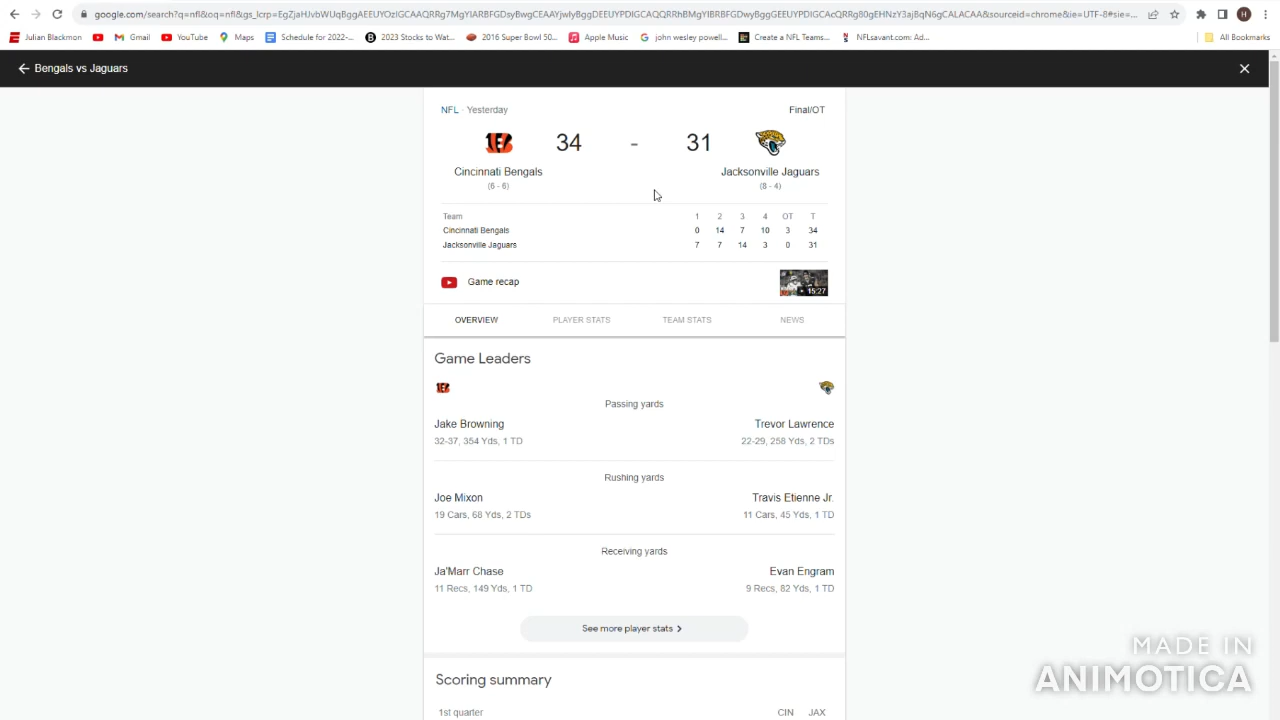 google.com/search?q=nfl&oq=nfl&gs_lcrp=
Julian Blackmon Gmail YouTube Maps Schedule for 2022-... 2023 Stocks to Wat... 2016 Super Bowl 50... Apple Music john wesley powell... Create a NFL Teams... NFLsavant.com: Ad... All Bookmarks
Bengals vs Jaguars
NFL · Yesterday Final/OT
34 - 31
Cincinnati Bengals Jacksonville Jaguars
(6 - 6) (8 - 4)
Team 1 2 3 4 OT T
Cincinnati Bengals 0 14 7 10 3 34
Jacksonville Jaguars 7 7 14 3 0 31
Game recap 15:27
OVERVIEW PLAYER STATS TEAM STATS NEWS
Game Leaders
Passing yards
Jake Browning Trevor Lawrence
32-37, 354 Yds, 1 TD 22-29, 258 Yds, 2 TDs
Rushing yards
Joe Mixon Travis Etienne Jr.
19 Cars, 68 Yds, 2 TDs 11 Cars, 45 Yds, 1 TD
Receiving yards
Ja'Marr Chase Evan Engram
11 Recs, 149 Yds, 1 TD 9 Recs, 82 Yds, 1 TD
See more player stats
MADE IN
ANIMOTICA
Scoring summary
1st quarter CIN JAX